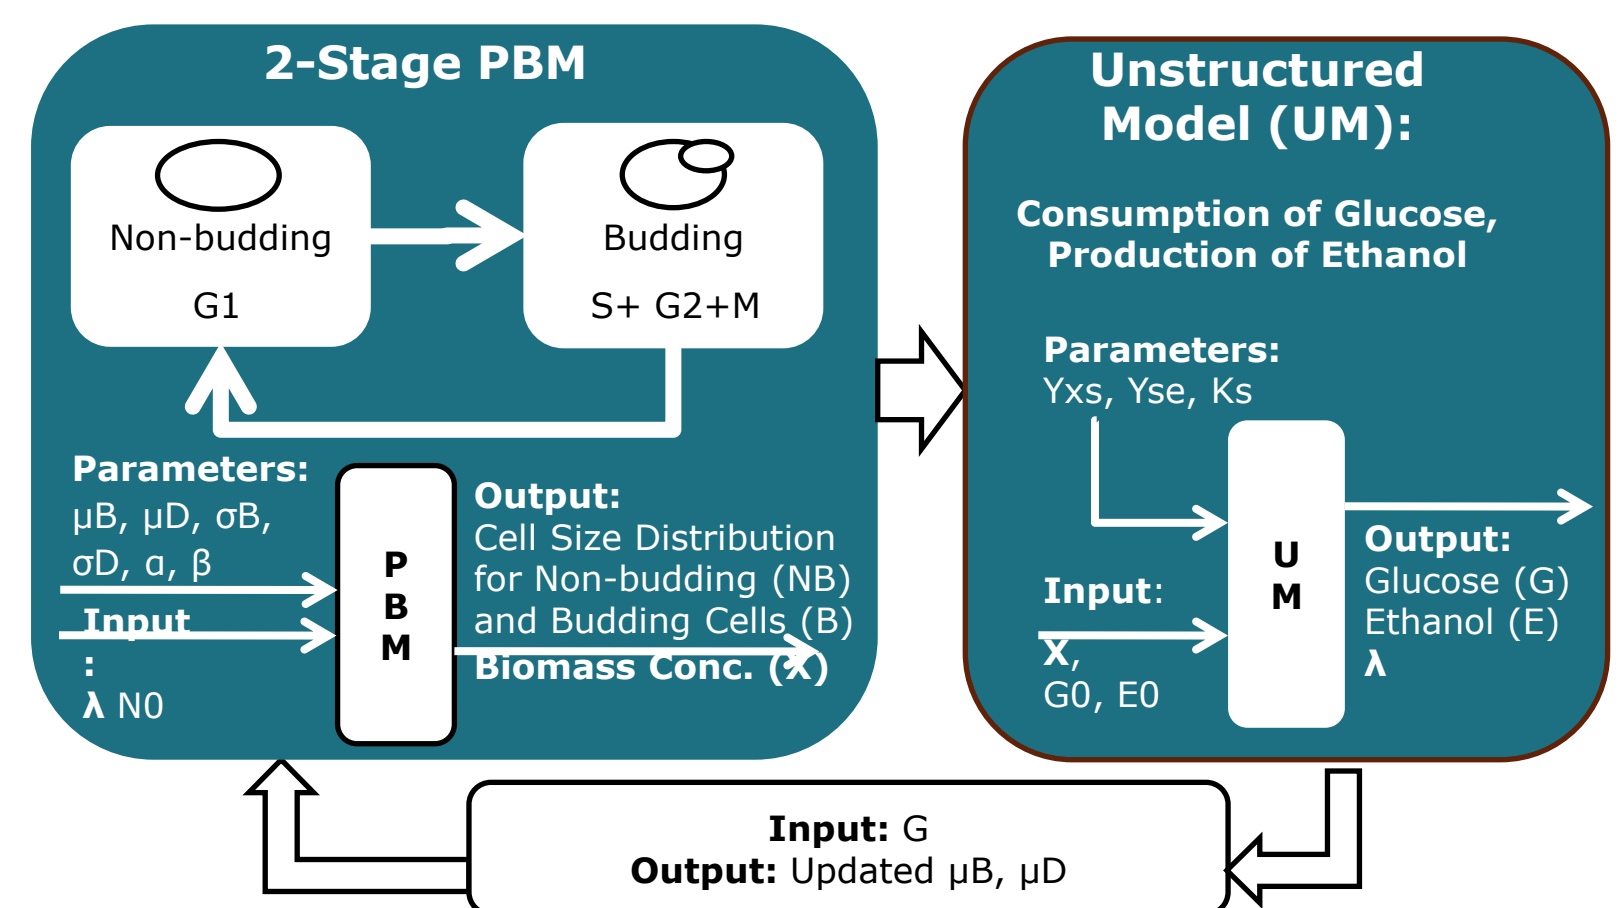 2-Stage PBM
Non-budding
G1
Budding
S+ G2+M
Parameters:
µB, µD, σB,
σD, α, β
Input
:
λ N0
P
B
M
Output:
Cell Size Distribution
for Non-budding (NB)
and Budding Cells (B)
Biomass Conc. (X)
Unstructured
Model (UM):
Consumption of Glucose,
Production of Ethanol
Parameters:
Yxs, Yse, Ks
Input:
X,
G0, E0
U
M
Output:
Glucose (G)
Ethanol (E)
λ
Input: G
Output: Updated µB, µD